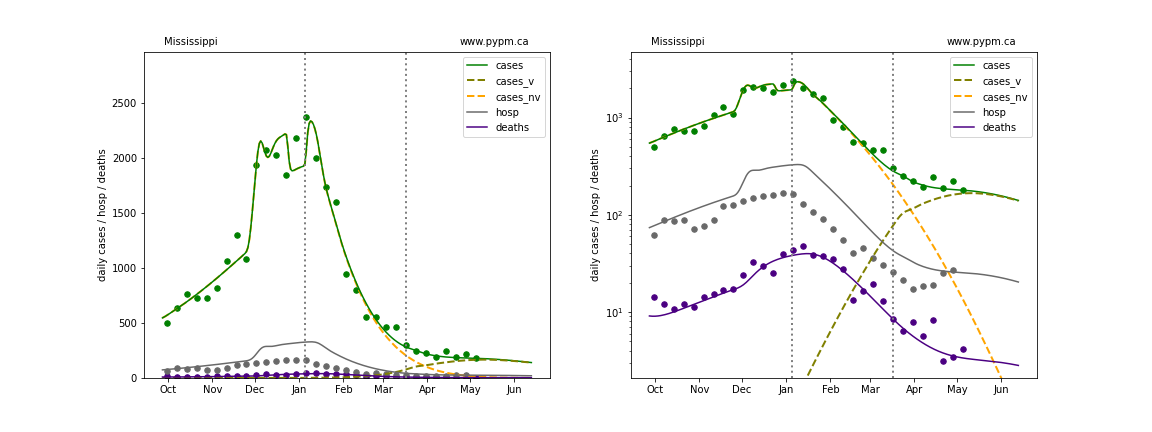 Mississippi
www.pypm.ca
cases
cases_v
cases_nv
hosp
deaths
daily cases / hosp / deaths
2500
2000
1500
1000
500
0
Oct Nov Dec Jan Feb Mar Apr May Jun
Mississippi
www.pypm.ca
cases
cases_v
cases_nv
hosp
deaths
daily cases / hosp / deaths
10³
10²
10¹
Oct Nov Dec Jan Feb Mar Apr May Jun